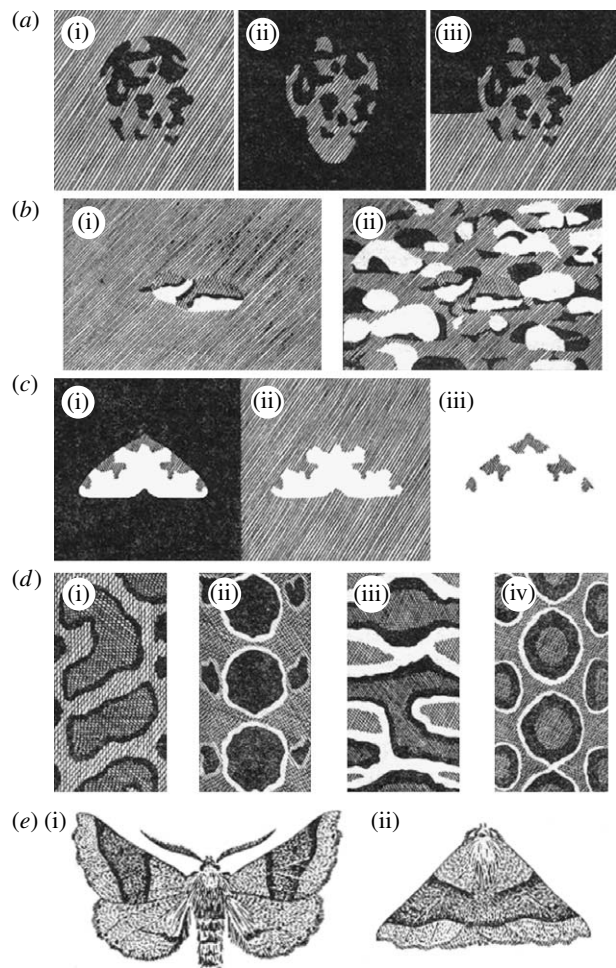 (a) (i) (ii) (iii)
(b) (i) (ii)
(c) (i) (ii) (iii)
(d) (i) (ii) (iii) (iv)
(e) (i) (ii)